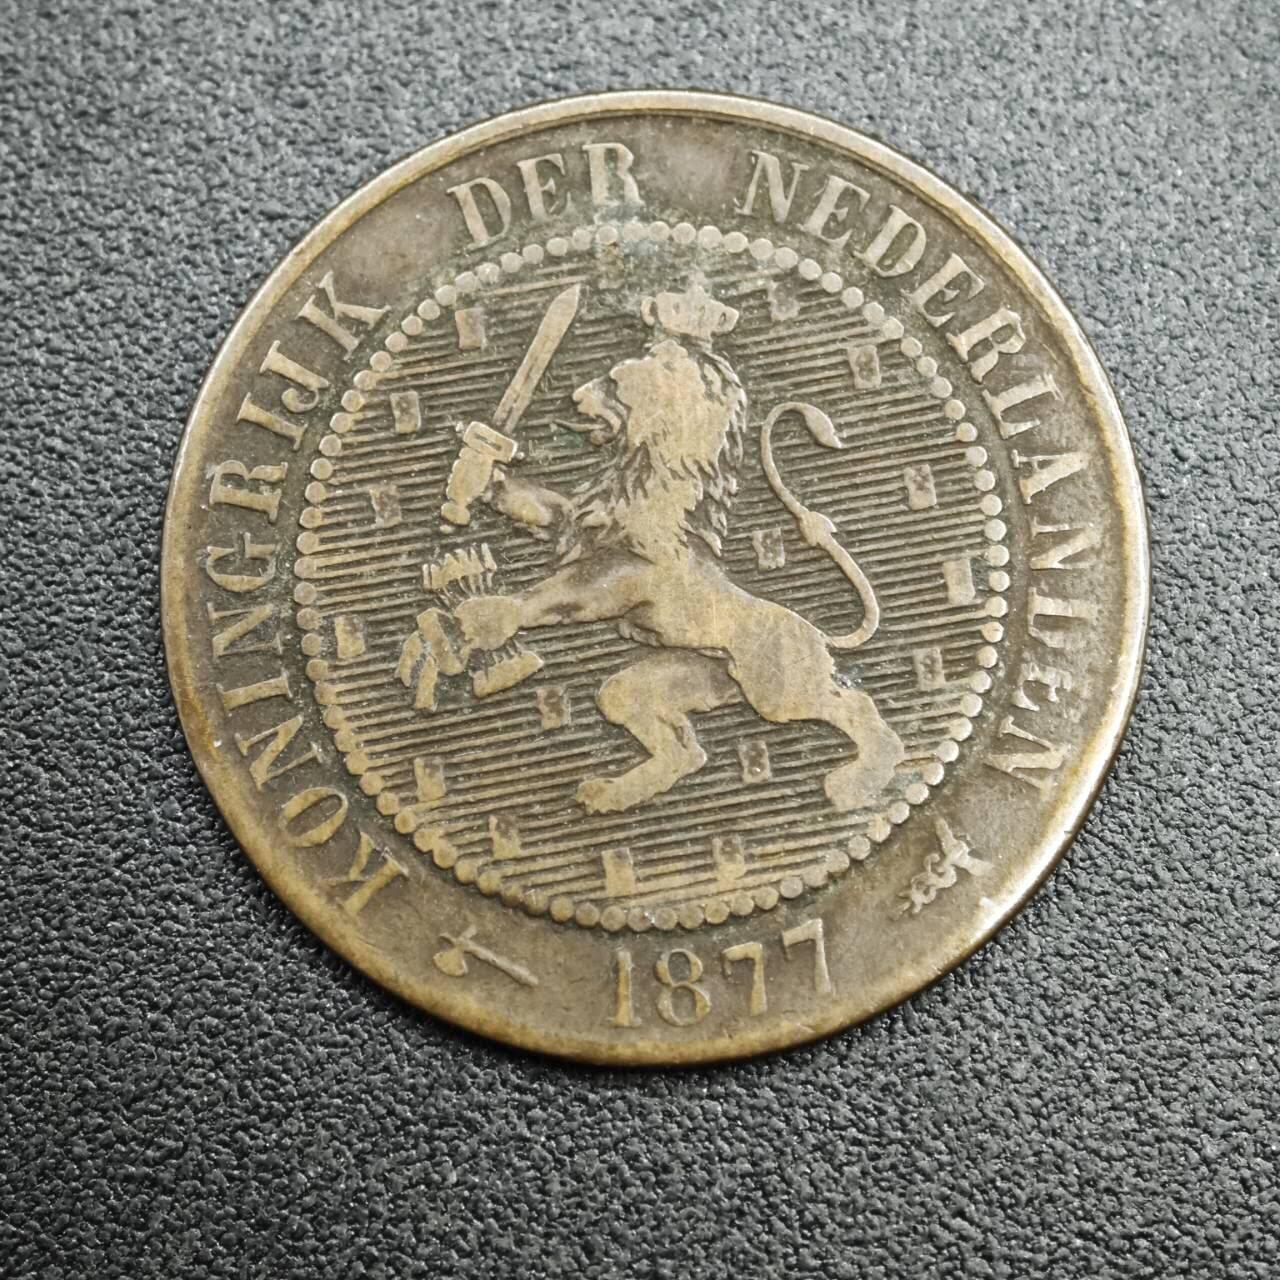 KONINGRIJK DER NEDERLANDEN
1877